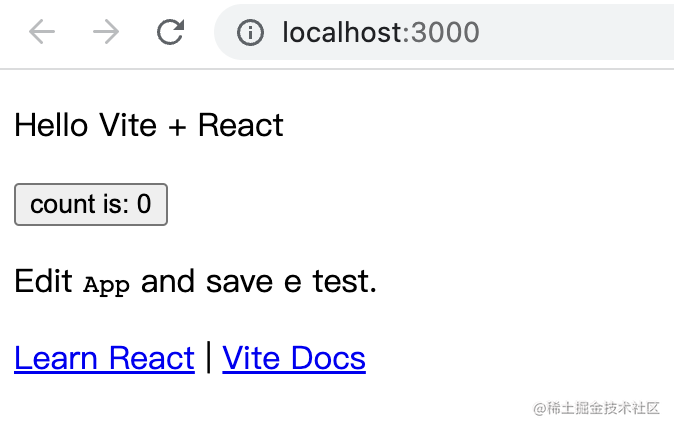 localhost:3000
Hello Vite + React
count is: 0
Edit App and save e test.
Learn React | Vite Docs
@稀土掘金技术社区